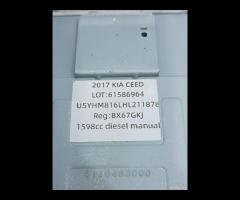 2017 KIA CEED
LOT:61586964
U5YHM816LHL211878
Reg:BX67GKJ
1598cc diesel manual